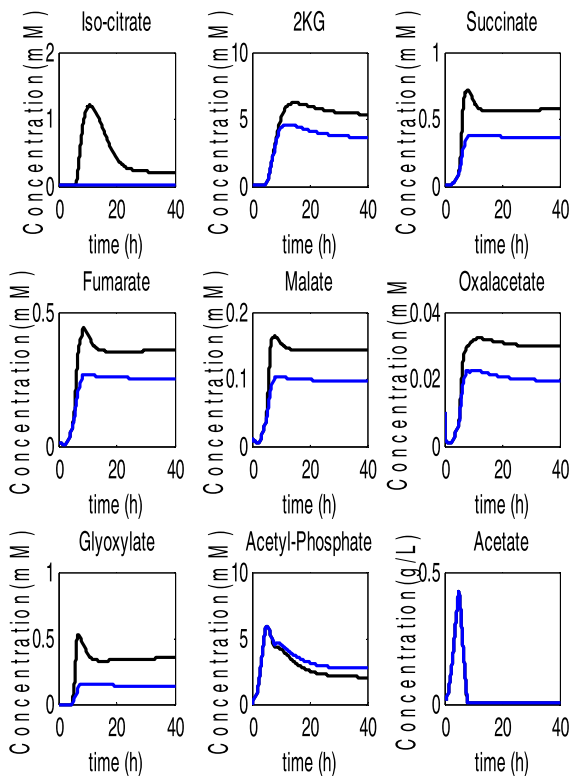 Iso-citrate
2KG
Succinate
Concentration(mM)
2
1
0
0
20
40
time (h)
Concentration(mM)
10
5
0
0
20
40
time (h)
Concentration(mM)
1
0.5
0
0
20
40
time (h)
Fumarate
Malate
Oxalacetate
Concentration(mM)
0.5
0
0
20
40
time (h)
Concentration(mM)
0.2
0.1
0
0
20
40
time (h)
Concentration(mM)
0.04
0.02
0
0
20
40
time (h)
Glyoxylate
Acetyl-Phosphate
Acetate
Concentration(mM)
1
0.5
0
0
20
40
time (h)
Concentration(mM)
10
5
0
0
20
40
time (h)
Concentration(g/L)
0.5
0
0
20
40
time (h)